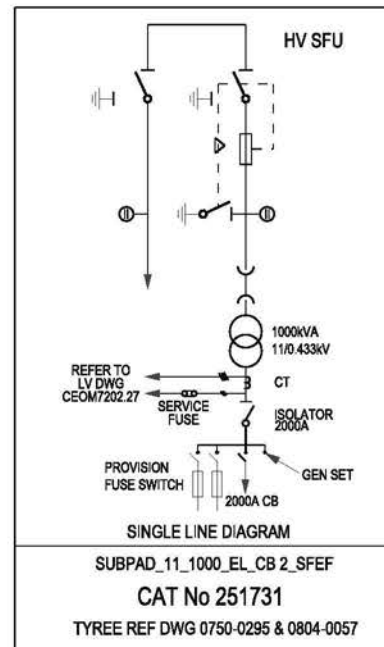 HV SFU
1000kVA
11/0.433kV
REFER TO
LV DWG
CEOM7202.27
CT
SERVICE
FUSE
ISOLATOR
2000A
PROVISION
FUSE SWITCH
GEN SET
2000A CB
SINGLE LINE DIAGRAM
SUBPAD_11_1000_EL_CB 2_SFEF
CAT No 251731
TYREE REF DWG 0750-0295 & 0804-0057